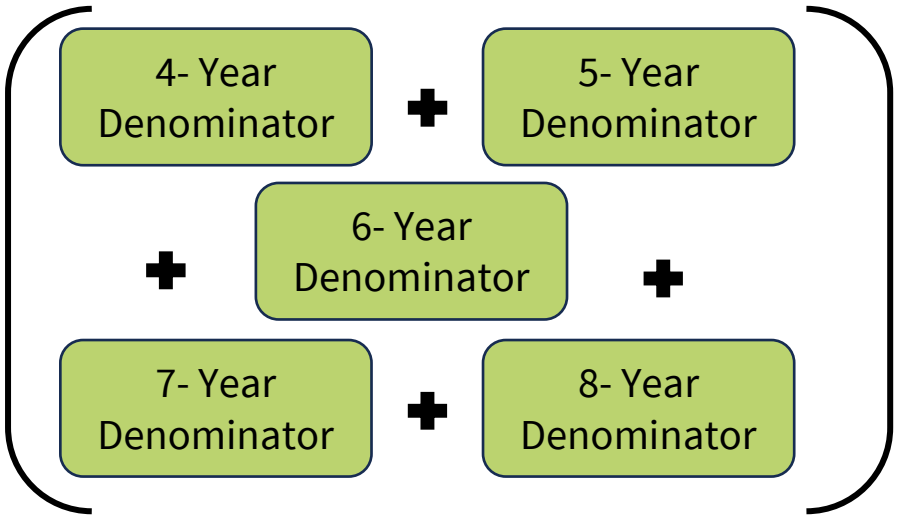 4- Year
Denominator
+
5- Year
Denominator
6- Year
Denominator
+
+
7- Year
Denominator
+
8- Year
Denominator